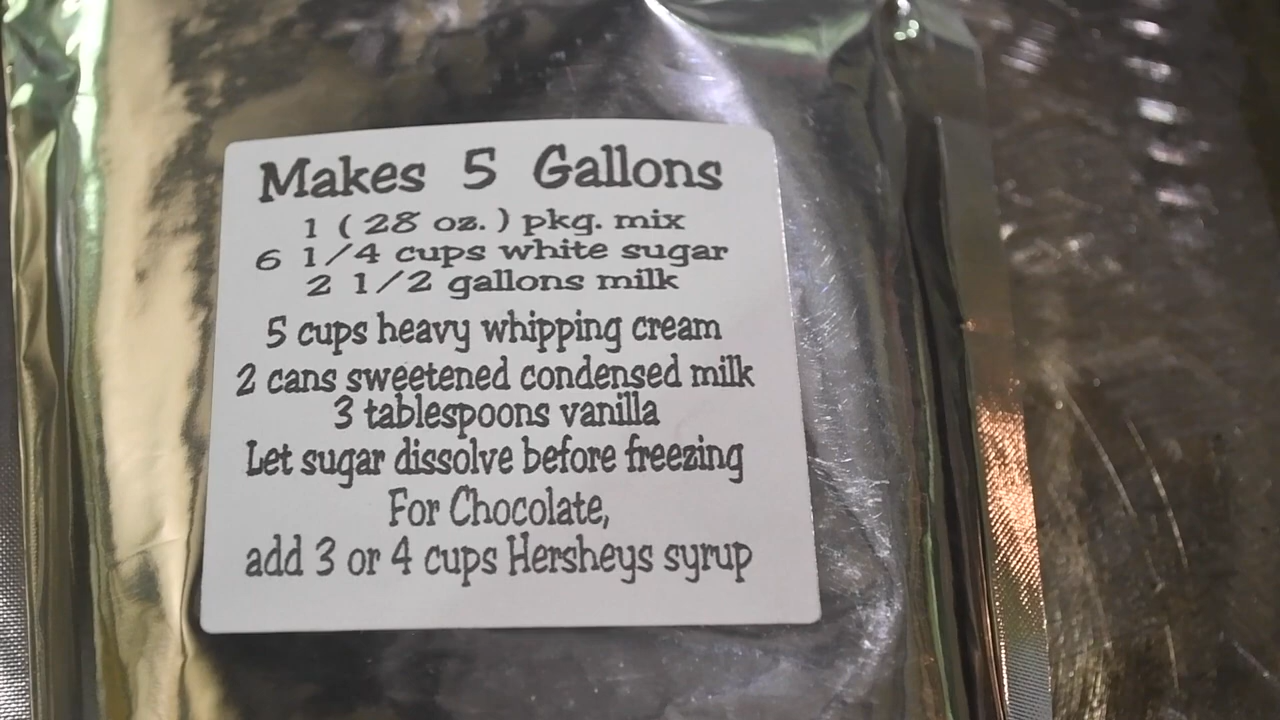 Makes 5 Gallons
1 ( 28 oz. ) pkg. mix
6 1/4 cups white sugar
2 1/2 gallons milk
5 cups heavy whipping cream
2 cans sweetened condensed milk
3 tablespoons vanilla
Let sugar dissolve before freezing
For Chocolate,
add 3 or 4 cups Hersheys syrup